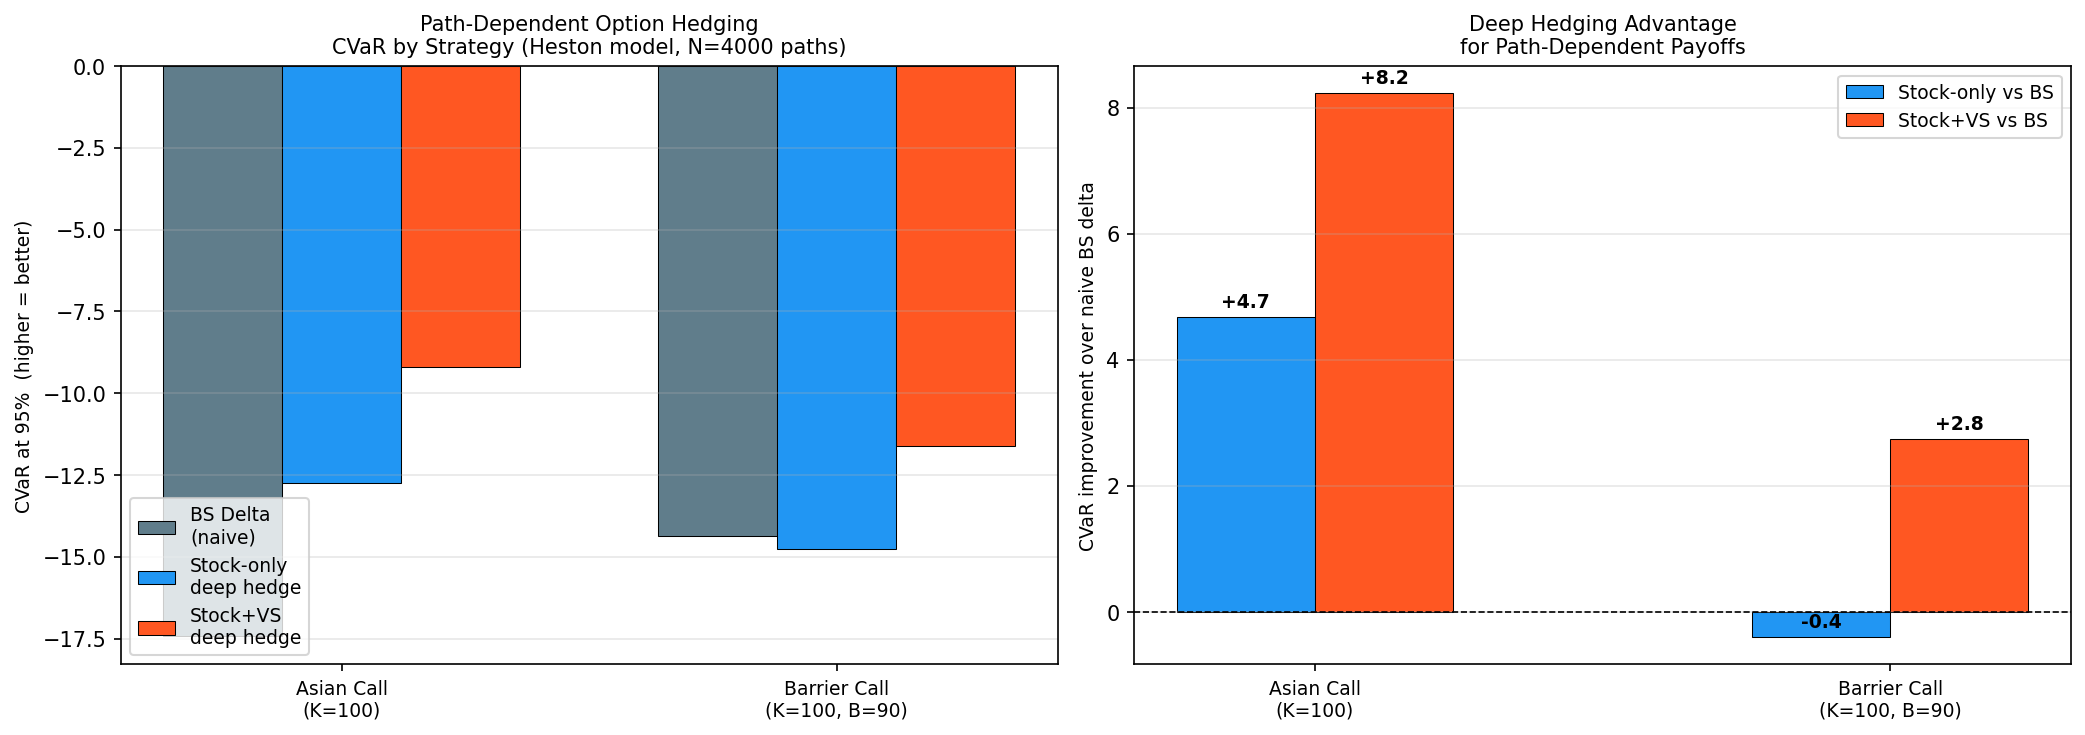 Path-Dependent Option Hedging
CVaR by Strategy (Heston model, N=4000 paths)
CVaR at 95%  (higher = better)
0.0
−2.5
−5.0
−7.5
−10.0
−12.5
−15.0
−17.5
BS Delta
(naive)
Stock-only
deep hedge
Stock+VS
deep hedge
Asian Call
(K=100)
Barrier Call
(K=100, B=90)
Deep Hedging Advantage
for Path-Dependent Payoffs
CVaR improvement over naive BS delta
8
6
4
2
0
Stock-only vs BS
Stock+VS vs BS
+4.7
+8.2
-0.4
+2.8
Asian Call
(K=100)
Barrier Call
(K=100, B=90)